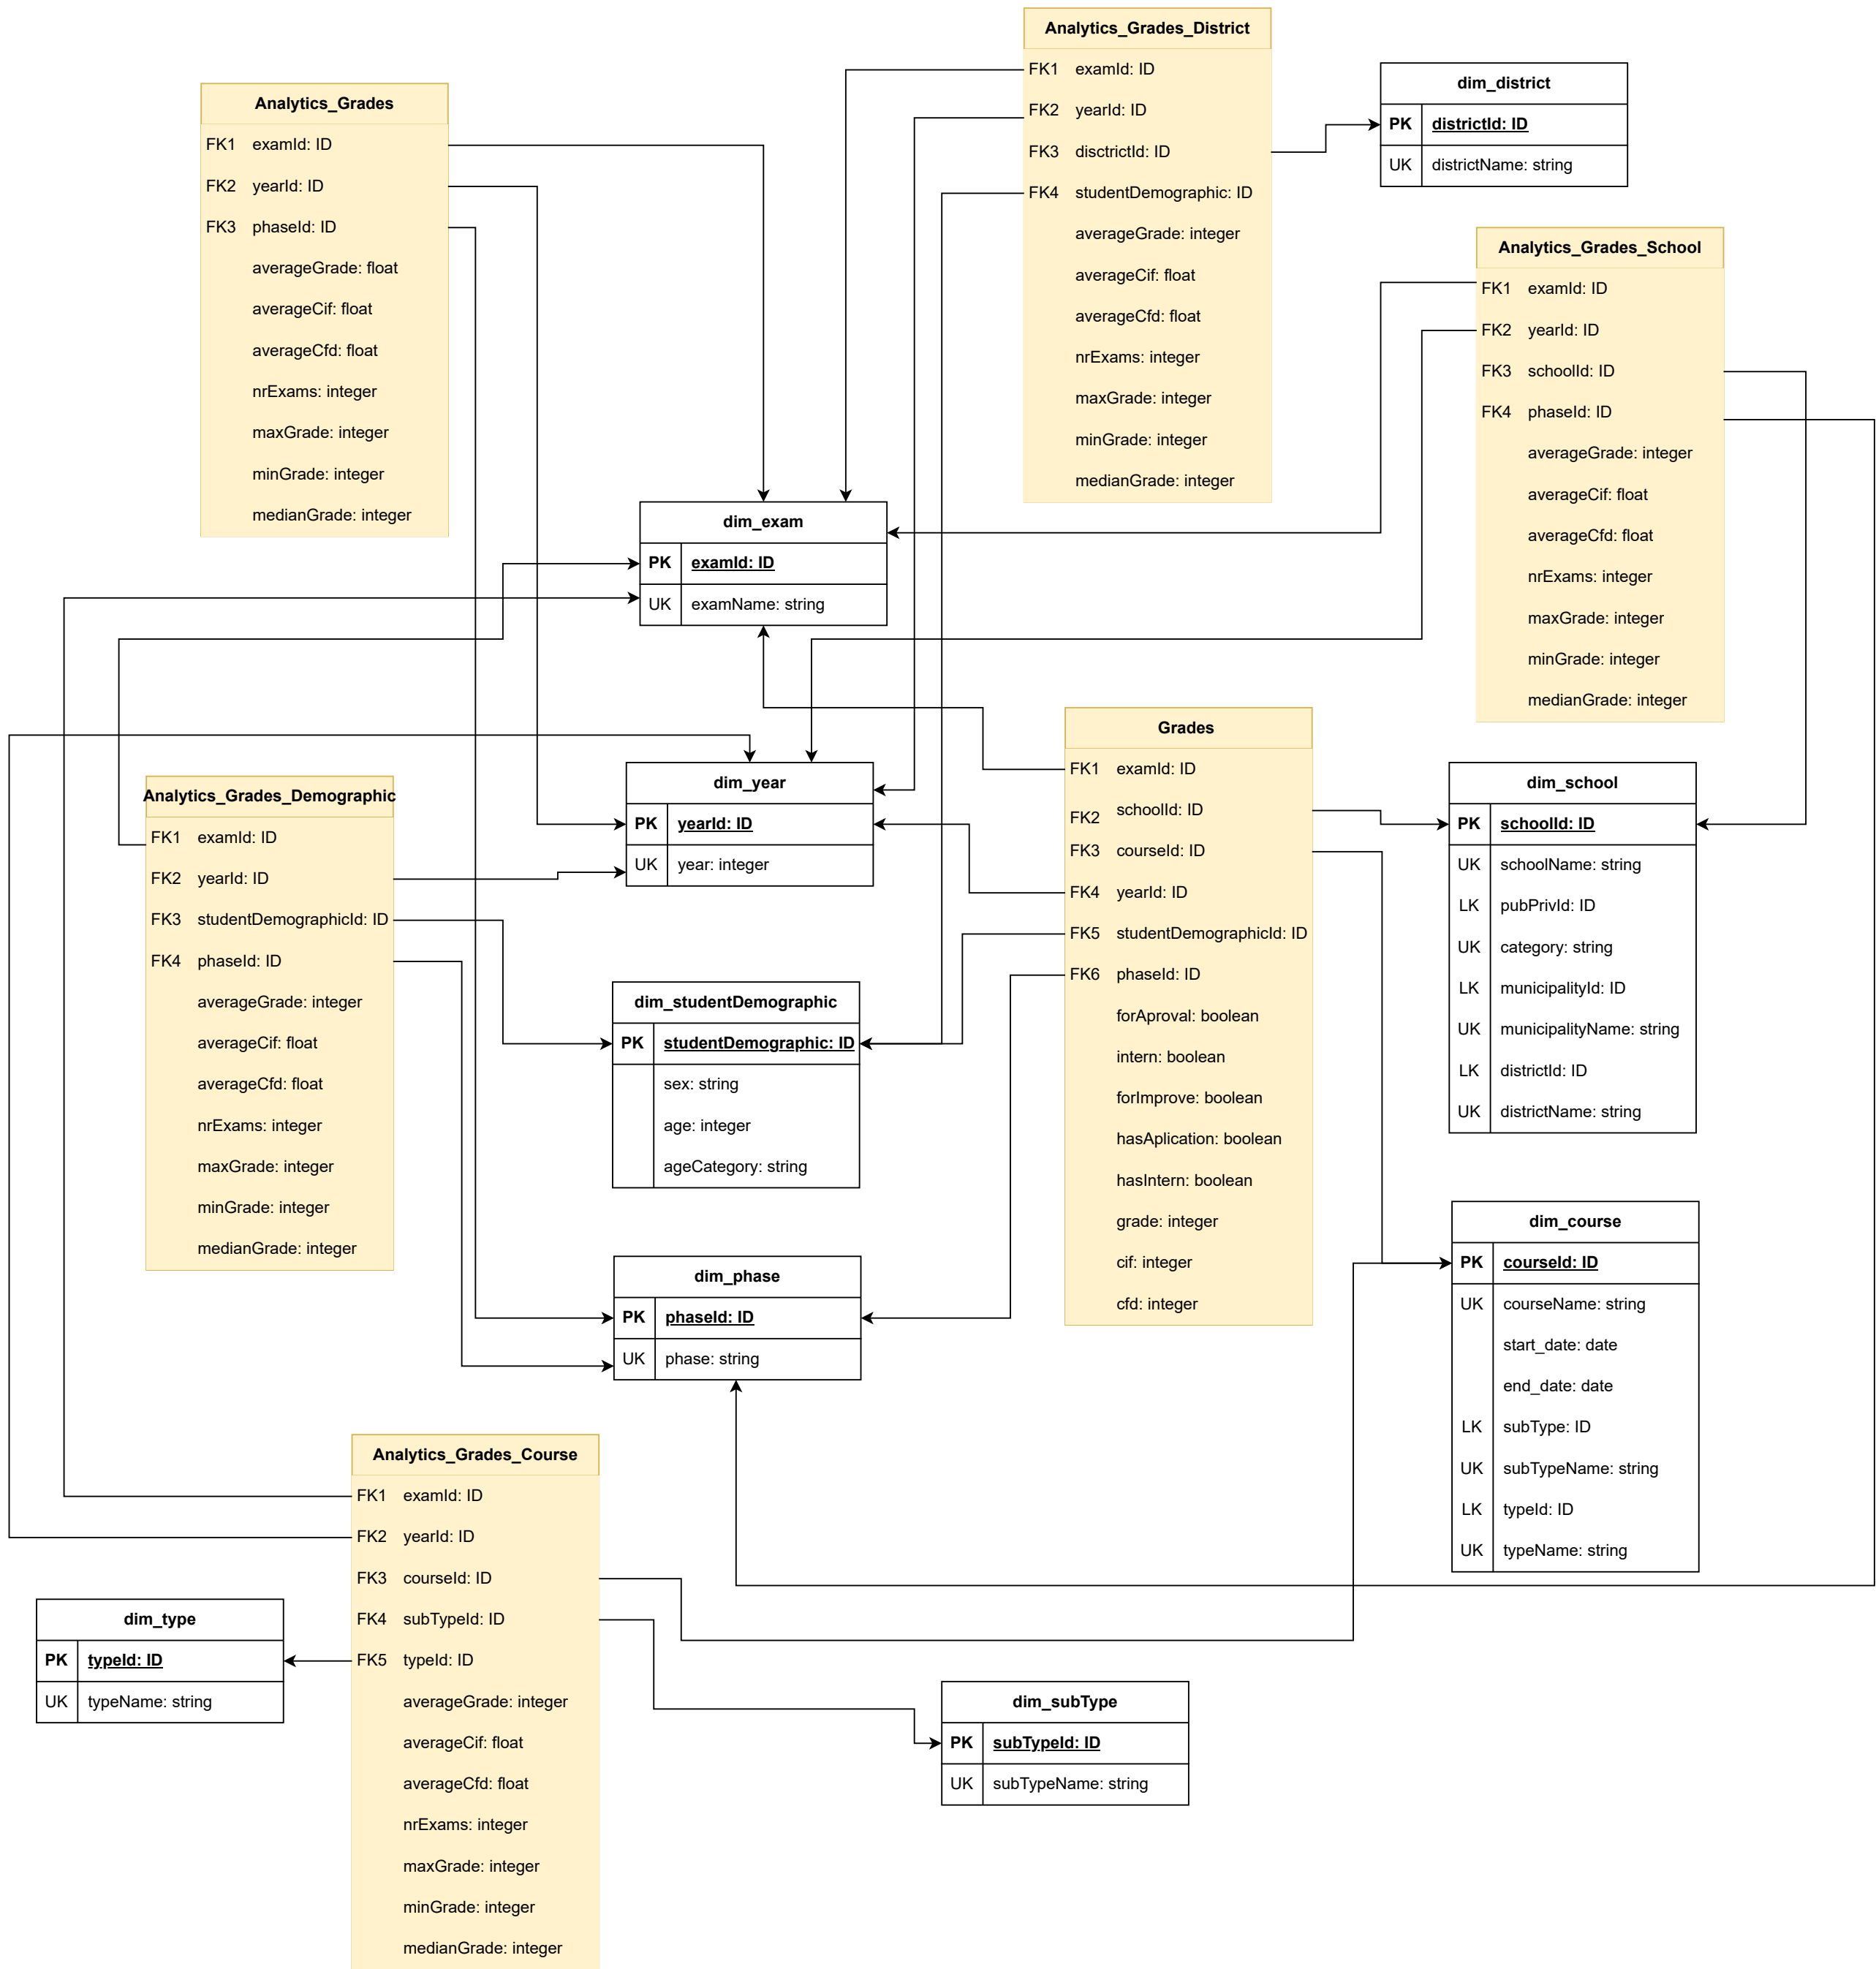 Analytics_Grades_District
FK1 examId: ID
FK2 yearId: ID
FK3 disctrictId: ID
FK4 studentDemographic: ID
averageGrade: integer
averageCif: float
averageCfd: float
nrExams: integer
maxGrade: integer
minGrade: integer
medianGrade: integer
dim_district
PK districtId: ID
UK districtName: string
Analytics_Grades
FK1 examId: ID
FK2 yearId: ID
FK3 phaseId: ID
averageGrade: float
averageCif: float
averageCfd: float
nrExams: integer
maxGrade: integer
minGrade: integer
medianGrade: integer
Analytics_Grades_School
FK1 examId: ID
FK2 yearId: ID
FK3 schoolId: ID
FK4 phaseId: ID
averageGrade: integer
averageCif: float
averageCfd: float
nrExams: integer
maxGrade: integer
minGrade: integer
medianGrade: integer
dim_exam
PK examId: ID
UK examName: string
Grades
FK1 examId: ID
FK2 schoolId: ID
FK3 courseId: ID
FK4 yearId: ID
FK5 studentDemographicId: ID
FK6 phaseId: ID
forAproval: boolean
intern: boolean
forImprove: boolean
hasAplication: boolean
hasIntern: boolean
grade: integer
cif: integer
cfd: integer
dim_year
PK yearId: ID
UK year: integer
dim_school
PK schoolId: ID
UK schoolName: string
LK pubPrivId: ID
UK category: string
LK municipalityId: ID
UK municipalityName: string
LK districtId: ID
UK districtName: string
Analytics_Grades_Demographic
FK1 examId: ID
FK2 yearId: ID
FK3 studentDemographicId: ID
FK4 phaseId: ID
averageGrade: integer
averageCif: float
averageCfd: float
nrExams: integer
maxGrade: integer
minGrade: integer
medianGrade: integer
dim_studentDemographic
PK studentDemographic: ID
sex: string
age: integer
ageCategory: string
dim_course
PK courseId: ID
UK courseName: string
start_date: date
end_date: date
LK subType: ID
UK subTypeName: string
LK typeId: ID
UK typeName: string
dim_phase
PK phaseId: ID
UK phase: string
Analytics_Grades_Course
FK1 examId: ID
FK2 yearId: ID
FK3 courseId: ID
FK4 subTypeId: ID
FK5 typeId: ID
averageGrade: integer
averageCif: float
averageCfd: float
nrExams: integer
maxGrade: integer
minGrade: integer
medianGrade: integer
dim_type
PK typeId: ID
UK typeName: string
dim_subType
PK subTypeId: ID
UK subTypeName: string